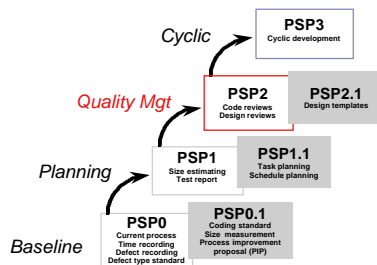 Cyclic
PSP3
Cyclic development
Quality Mgt
PSP2
Code reviews
Design reviews
PSP2.1
Design templates
Planning
PSP1
Size estimating
Test report
PSP1.1
Task planning
Schedule planning
Baseline
PSP0
Current process
Time recording
Defect recording
Defect type standard
PSP0.1
Coding standard
Size measurement
Process improvement
proposal (PIP)